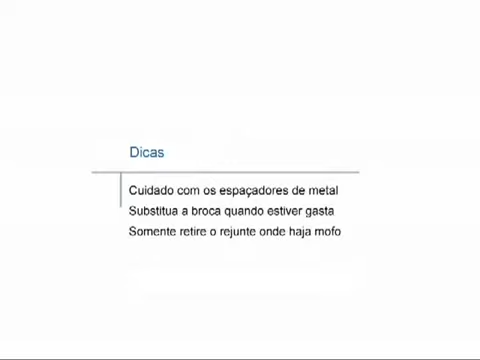 Dicas
Cuidado com os espaçadores de metal
Substitua a broca quando estiver gasta
Somente retire o rejunte onde haja mofo